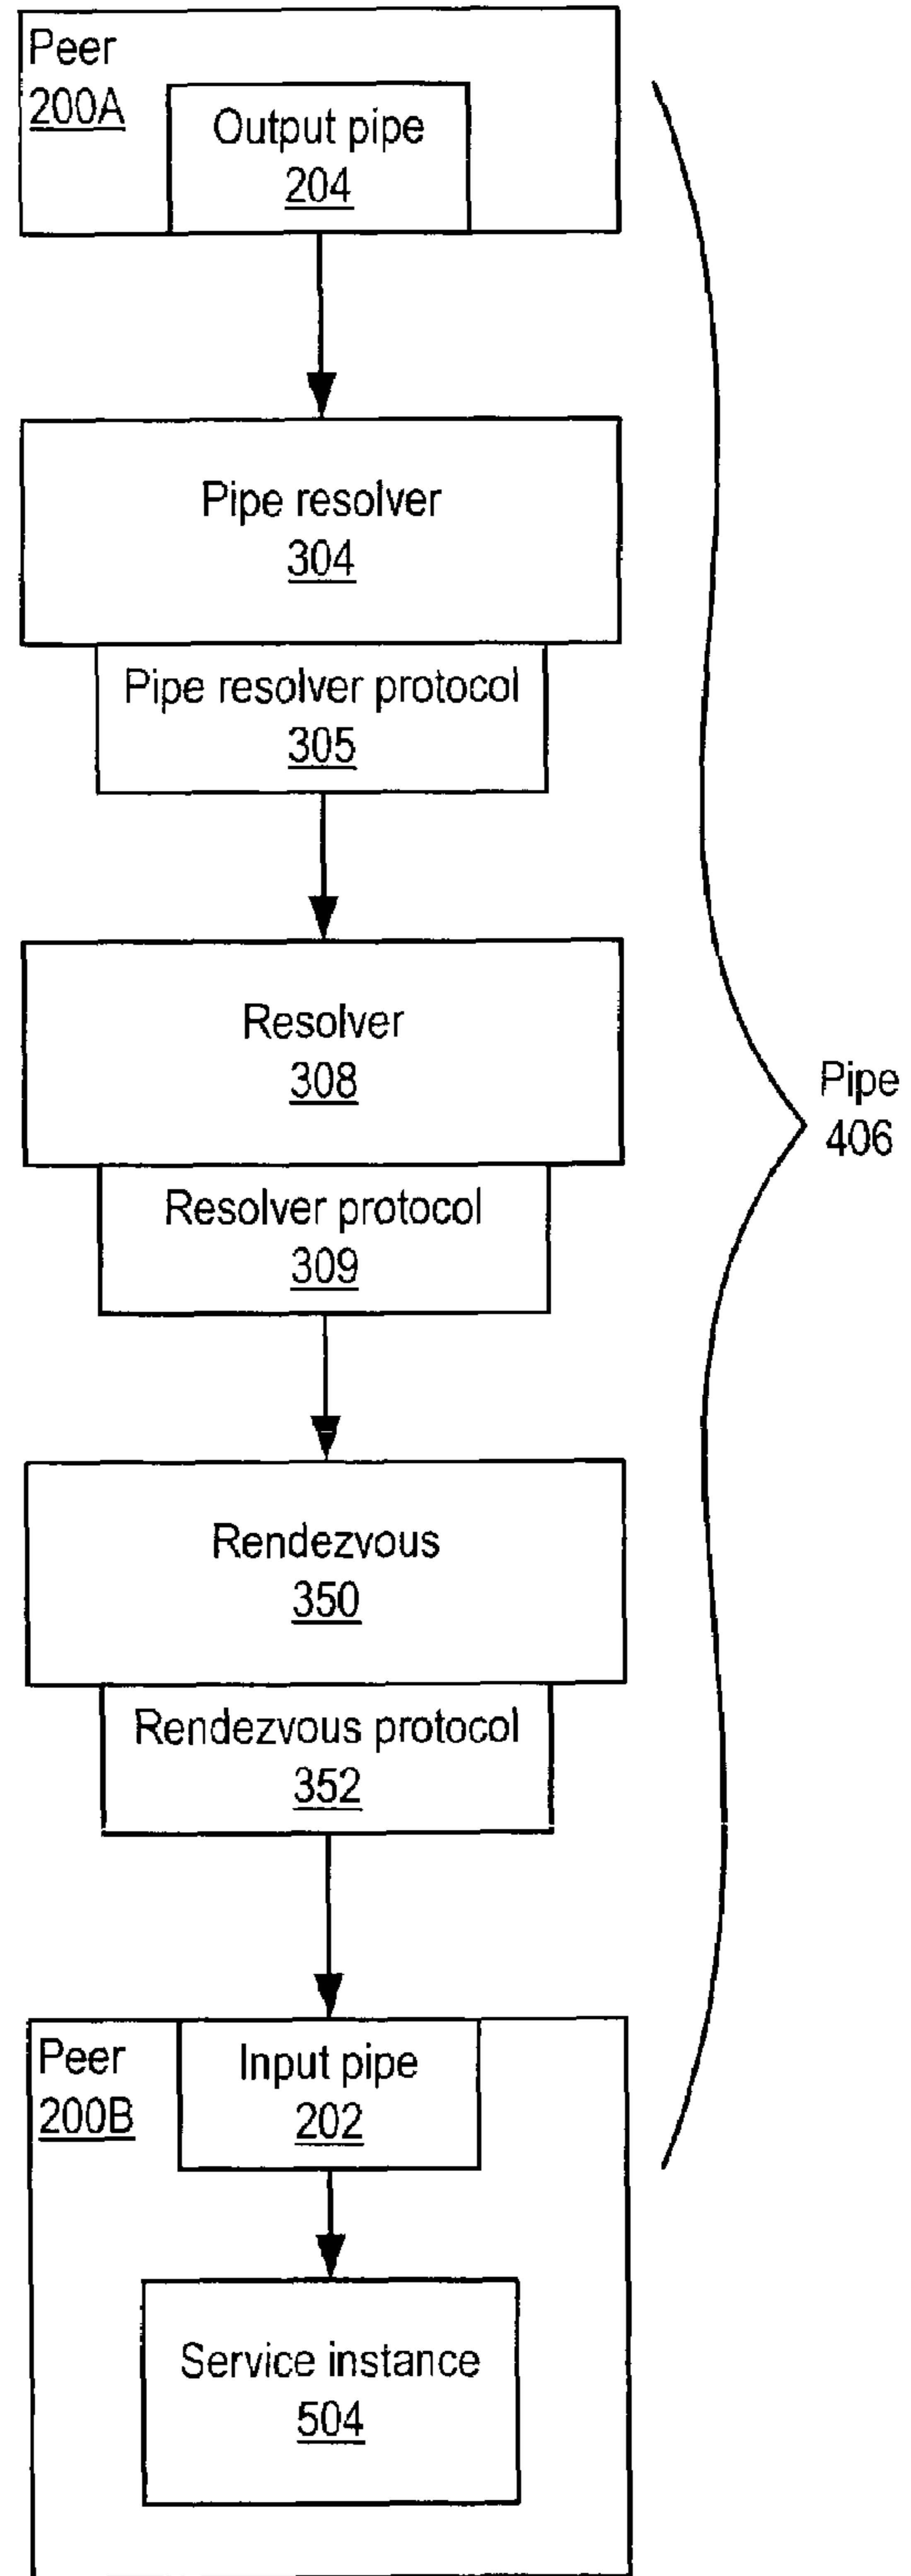 Peer
200A
Output pipe
204
Pipe resolver
304
Pipe resolver protocol
305
Resolver
308
Resolver protocol
309
Pipe
406
Rendezvous
350
Rendezvous protocol
352
Peer
200B
Input pipe
202
Service instance
504